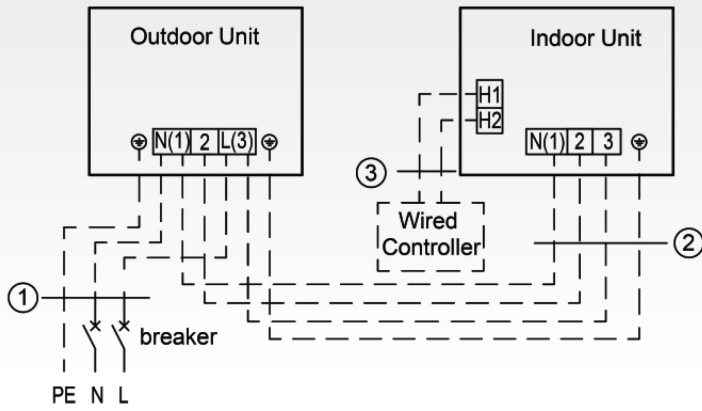 Outdoor Unit
Indoor Unit
H1
H2
N(1) 2 L(3)
N(1) 2 3
3
Wired
Controller
2
1
breaker
PE N L